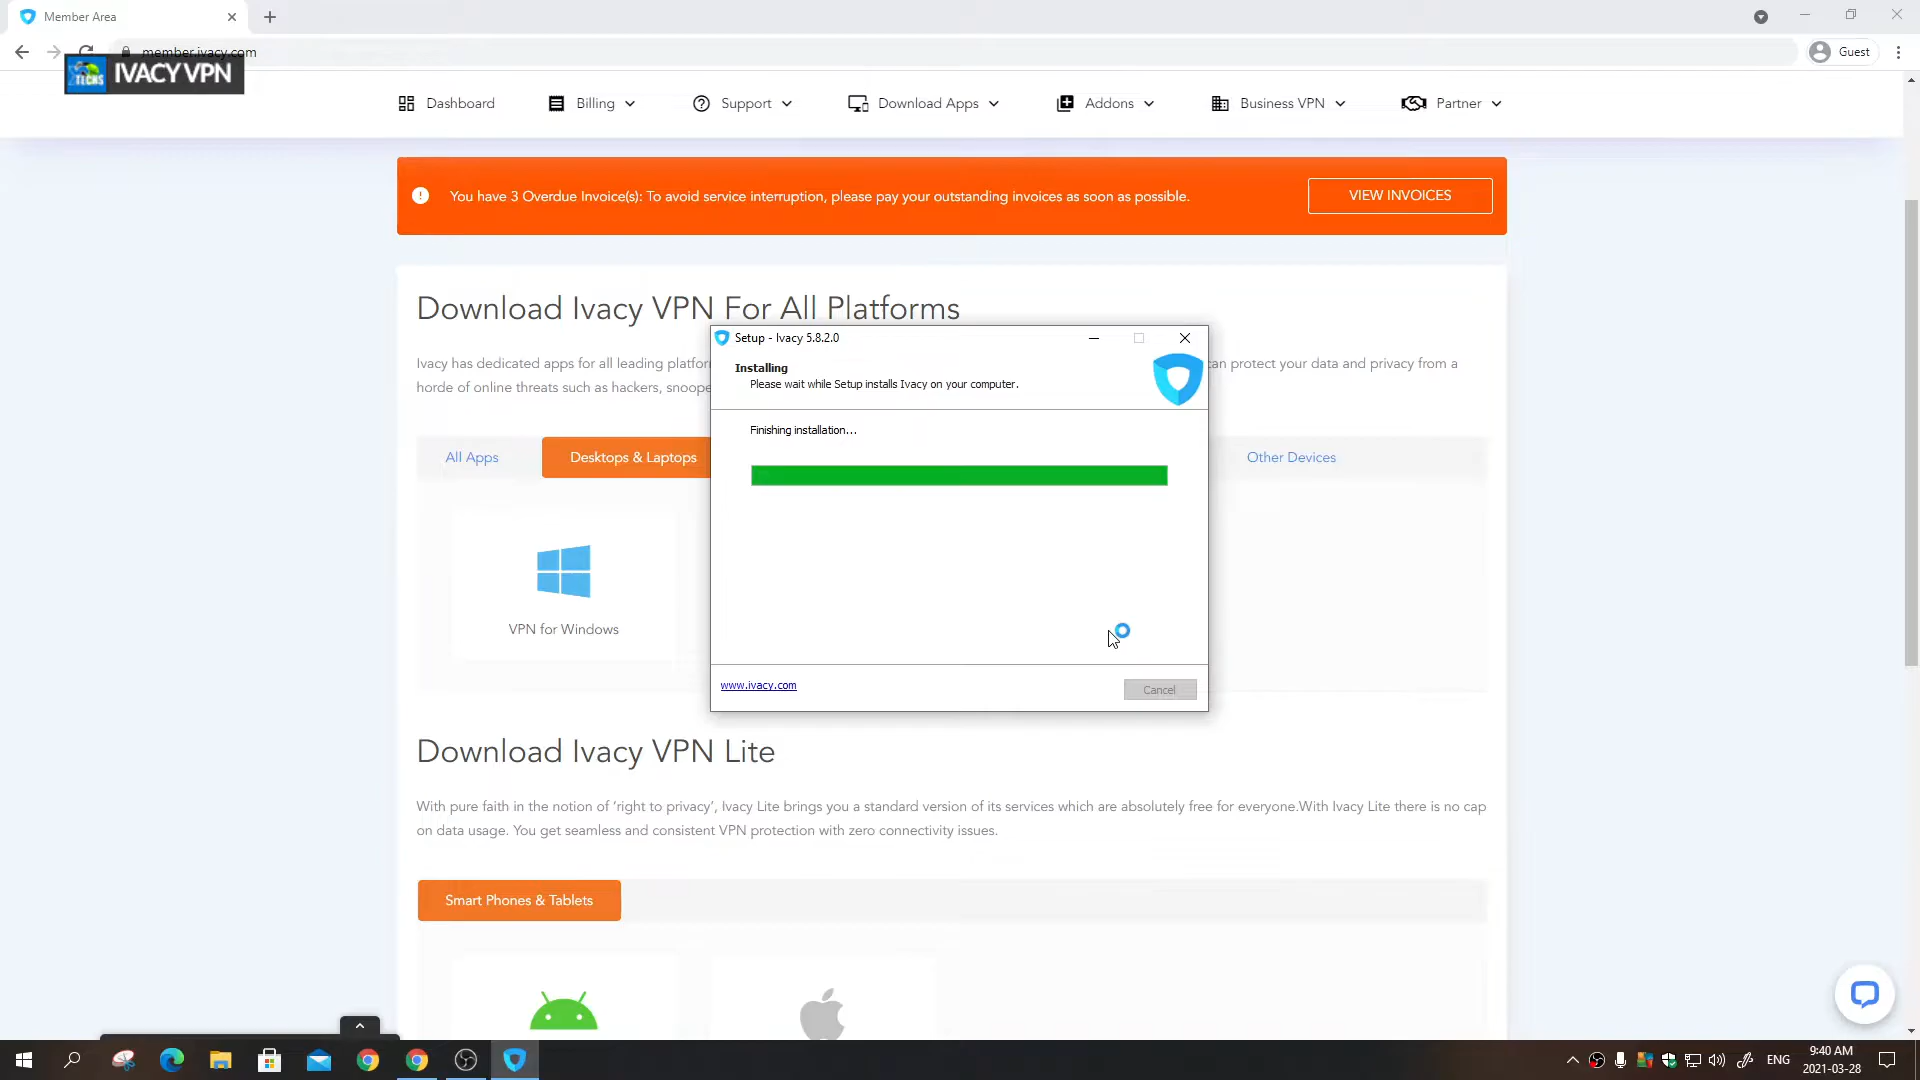 Member Area
member.ivacy.com
Guest
TECHS
IVACY VPN
Dashboard
Billing
Support
Download Apps
Addons
Business VPN
Partner
You have 3 Overdue Invoice(s): To avoid service interruption, please pay your outstanding invoices as soon as possible.
VIEW INVOICES
Download Ivacy VPN For All Platforms
Ivacy has dedicated apps for all leading platfor
can protect your data and privacy from a
horde of online threats such as hackers, snoope
Setup - Ivacy 5.8.2.0
Installing
Please wait while Setup installs Ivacy on your computer.
Finishing installation...
www.ivacy.com
Cancel
All Apps
Desktops & Laptops
Other Devices
VPN for Windows
Download Ivacy VPN Lite
With pure faith in the notion of ‘right to privacy’, Ivacy Lite brings you a standard version of its services which are absolutely free for everyone.With Ivacy Lite there is no cap
on data usage. You get seamless and consistent VPN protection with zero connectivity issues.
Smart Phones & Tablets
ENG
9:40 AM
2021-03-28